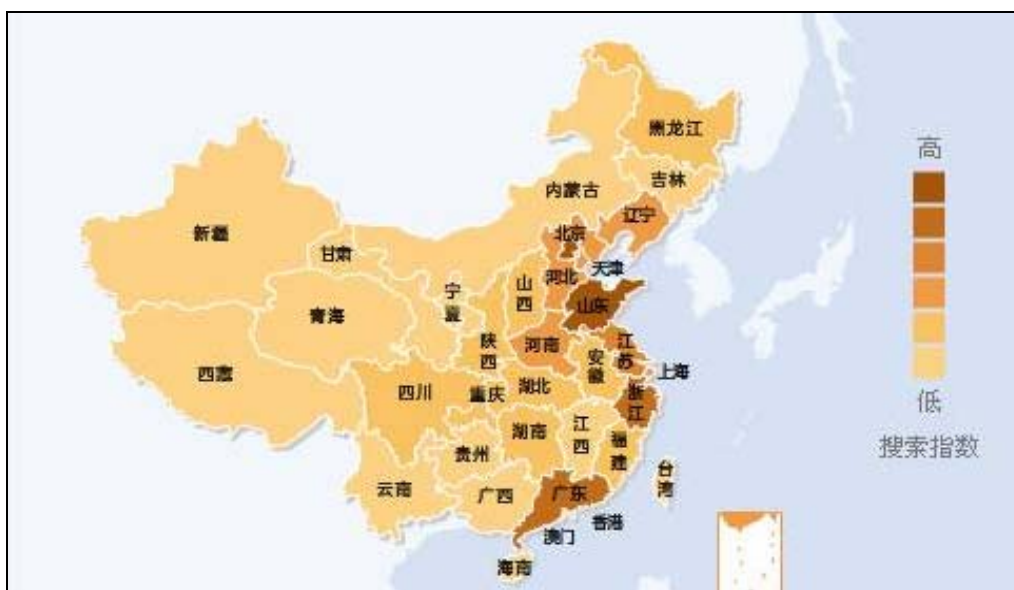 黑龙江
高
吉林
内蒙古
辽宁
新疆
北京
甘肃
天津
河北
山西
宁夏
山东
青海
陕西
河南
江苏
安徽
上海
西藏
四川
重庆
湖北
浙江
低
湖南
江西
福建
搜索指数
贵州
台湾
云南
广西
广东
香港
澳门
海南